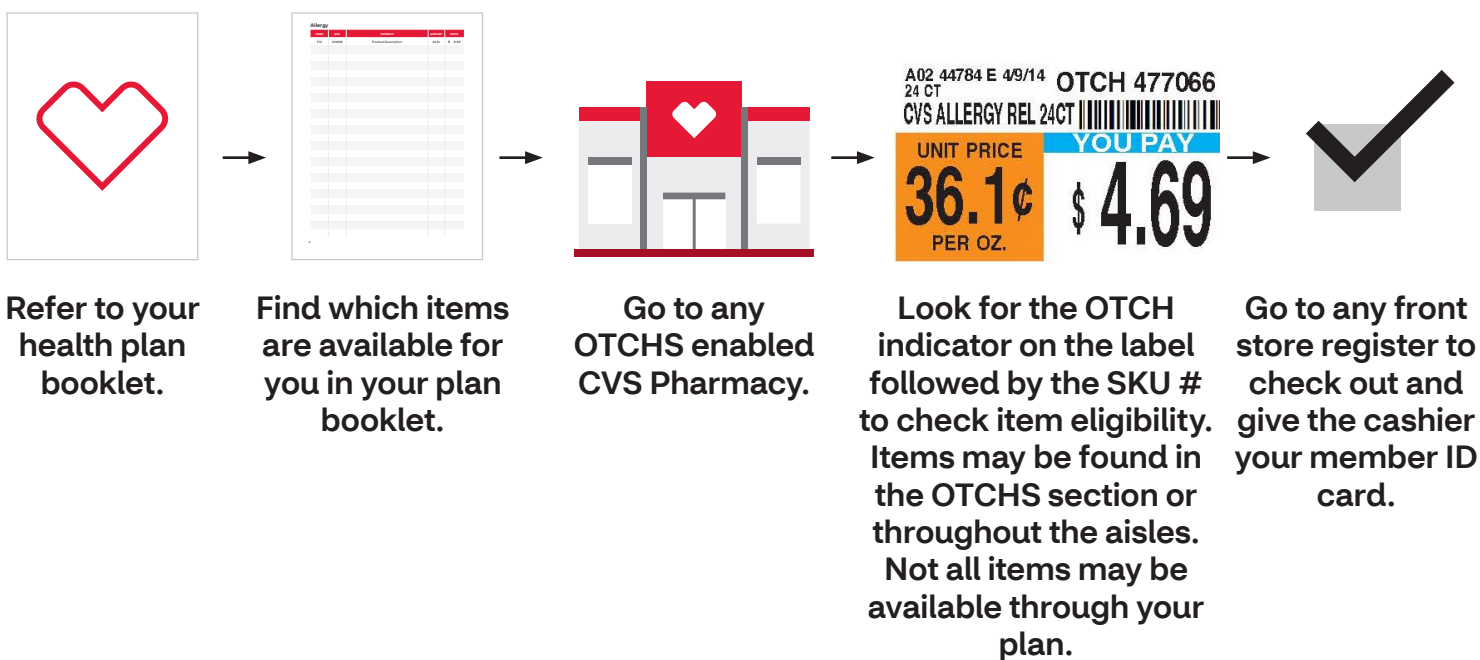 Allergy
A02 44784 E 4/9/14
24 CT
OTCH 477066
CVS ALLERGY REL 24CT
UNIT PRICE
36.1¢
PER OZ.
YOU PAY
$ 4.69
Refer to your
health plan
booklet.
Find which items
are available for
you in your plan
booklet.
Go to any
OTCHS enabled
CVS Pharmacy.
Look for the OTCH
indicator on the label
followed by the SKU #
to check item eligibility.
Items may be found in
the OTCHS section or
throughout the aisles.
Not all items may be
available through your
plan.
Go to any front
store register to
check out and
give the cashier
your member ID
card.